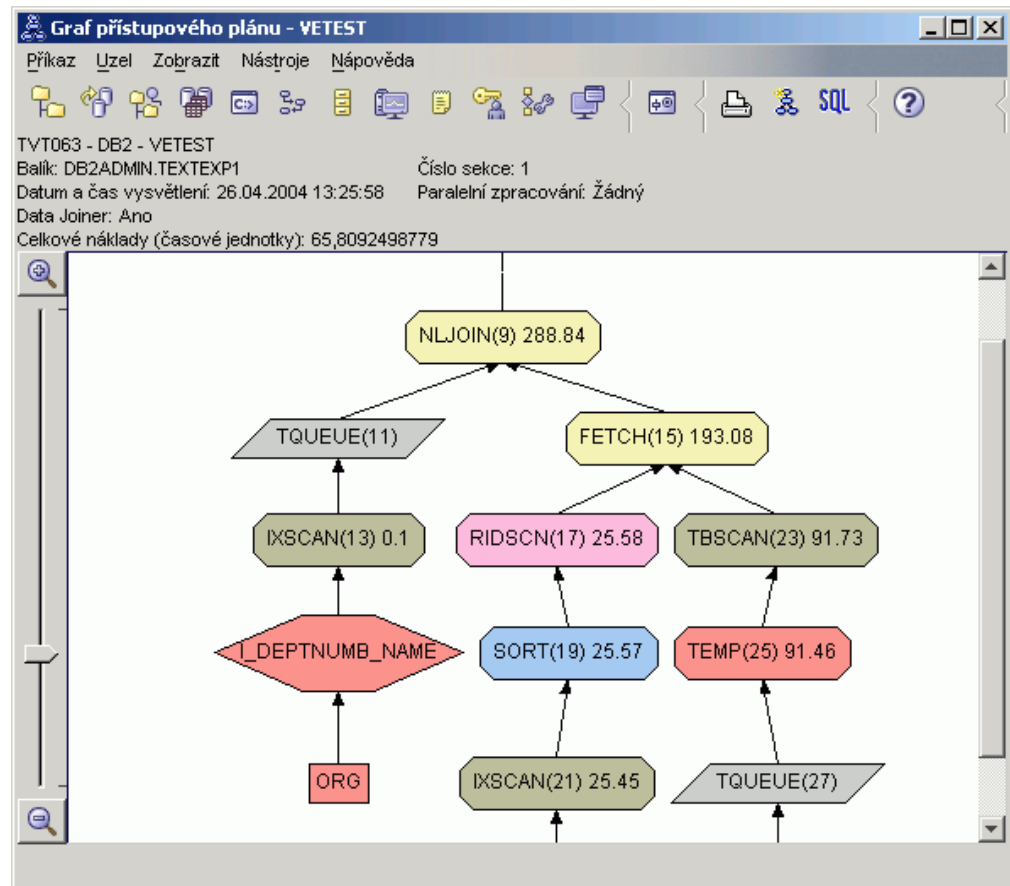 Graf přístupového plánu - VETEST
Příkaz Uzel Zobrazit Nástroje Nápověda
C:> SQL ?
TVT063 - DB2 - VETEST
Balík: DB2ADMIN.TEXTEXP1 Číslo sekce: 1
Datum a čas vysvětlení: 26.04.2004 13:25:58 Paralelní zpracování: Žádný
Data Joiner: Ano
Celkové náklady (časové jednotky): 65,8092498779
NLJOIN(9) 288.84
TQUEUE(11) FETCH(15) 193.08
IXSCAN(13) 0.1 RIDSCN(17) 25.58 TBSCAN(23) 91.73
I_DEPTNUMB_NAME SORT(19) 25.57 TEMP(25) 91.46
ORG IXSCAN(21) 25.45 TQUEUE(27)